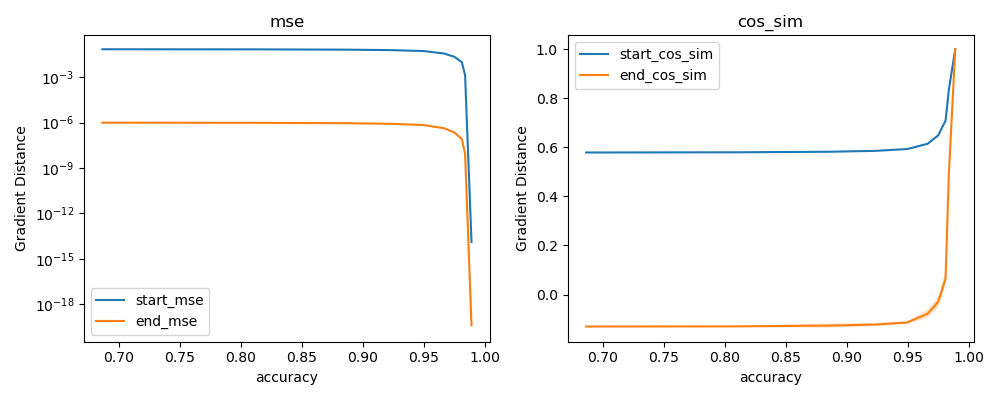 mse
Gradient Distance
10⁻³
10⁻⁶
10⁻⁹
10⁻¹²
10⁻¹⁵
10⁻¹⁸
start_mse
end_mse
0.70 0.75 0.80 0.85 0.90 0.95 1.00
accuracy
cos_sim
Gradient Distance
1.0
0.8
0.6
0.4
0.2
0.0
start_cos_sim
end_cos_sim
0.70 0.75 0.80 0.85 0.90 0.95 1.00
accuracy